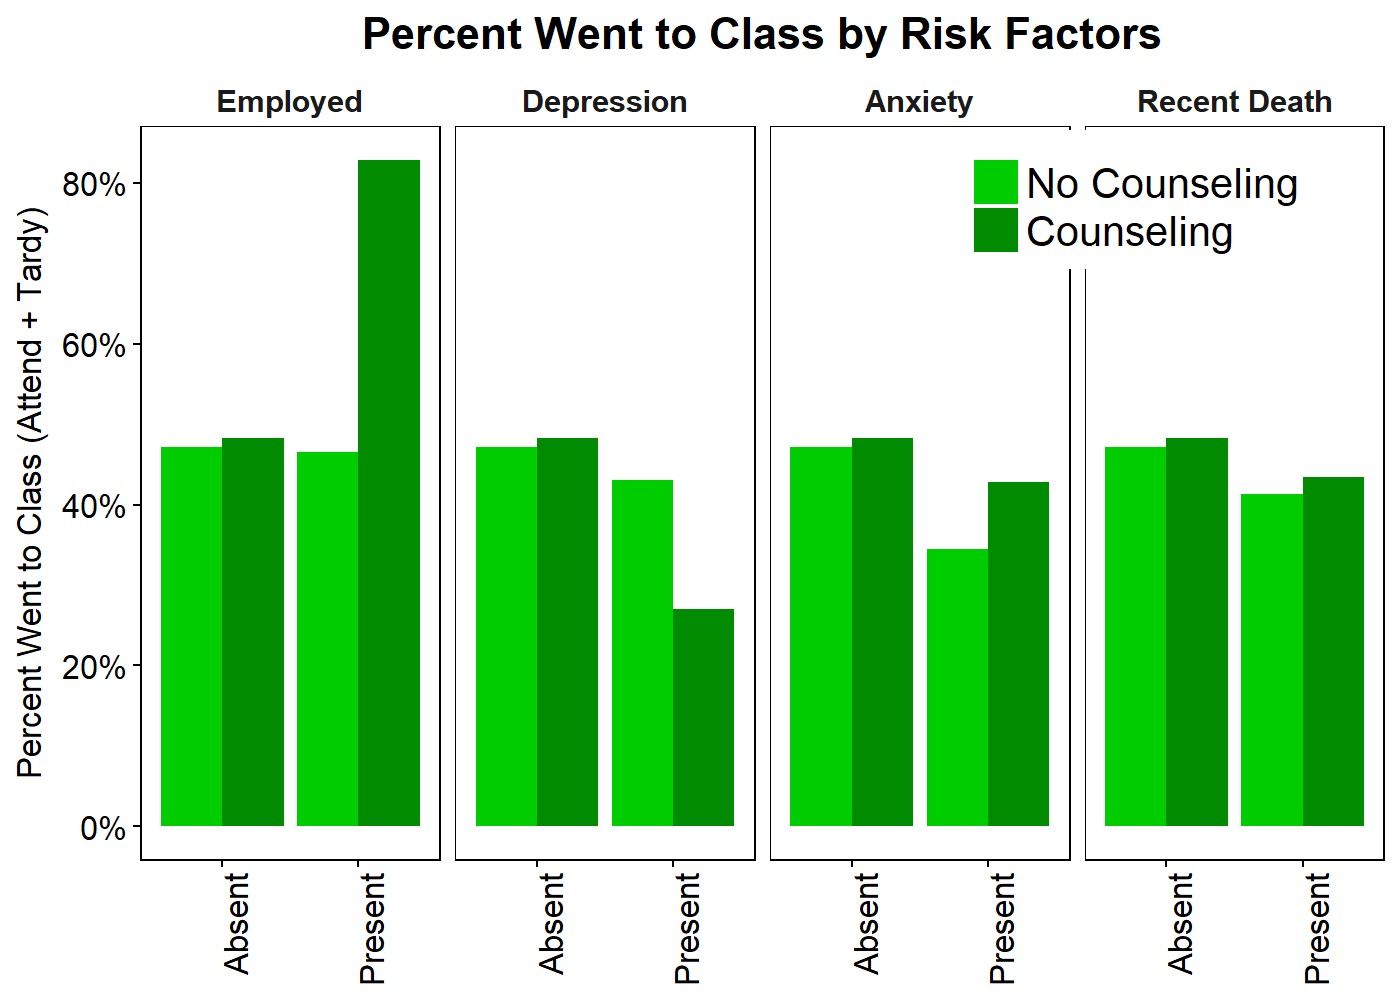 Percent Went to Class by Risk Factors
Employed
Depression
Anxiety
Recent Death
No Counseling
Counseling
Percent Went to Class (Attend + Tardy)
80%
60%
40%
20%
0%
Absent
Present
Absent
Present
Absent
Present
Absent
Present